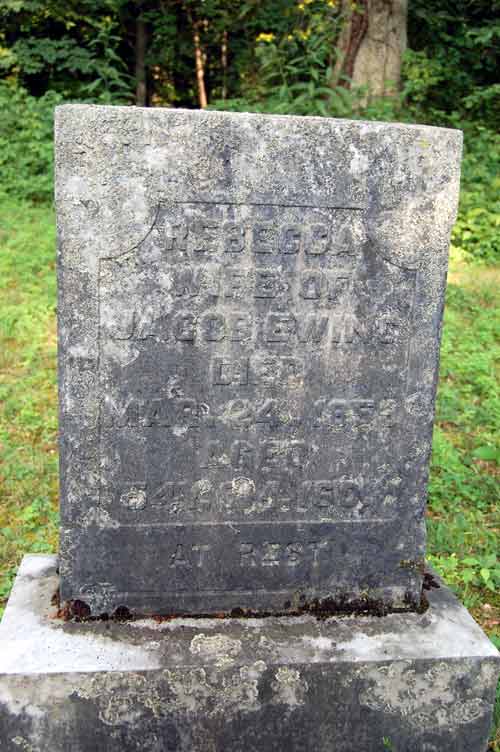 REBECCA
WIFE OF
JACOB EWING
DIED
MAR. 24,
AGED
AT REST